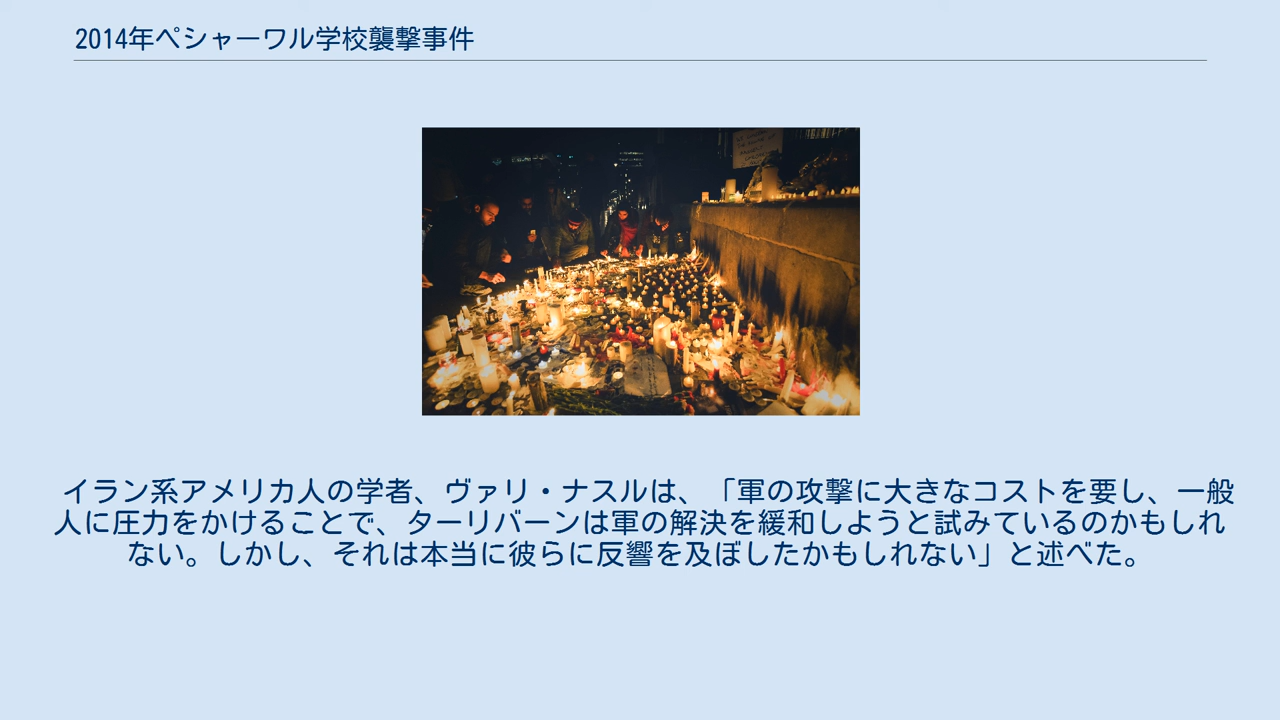 2014年ペシャーワル学校襲撃事件
イラン系アメリカ人の学者、ヴァリ・ナスルは、「軍の攻撃に大きなコストを要し、一般
人に圧力をかけることで、ターリバーンは軍の解決を緩和しようと試みているのかもしれ
ない。しかし、それは本当に彼らに反響を及ぼしたかもしれない」と述べた。